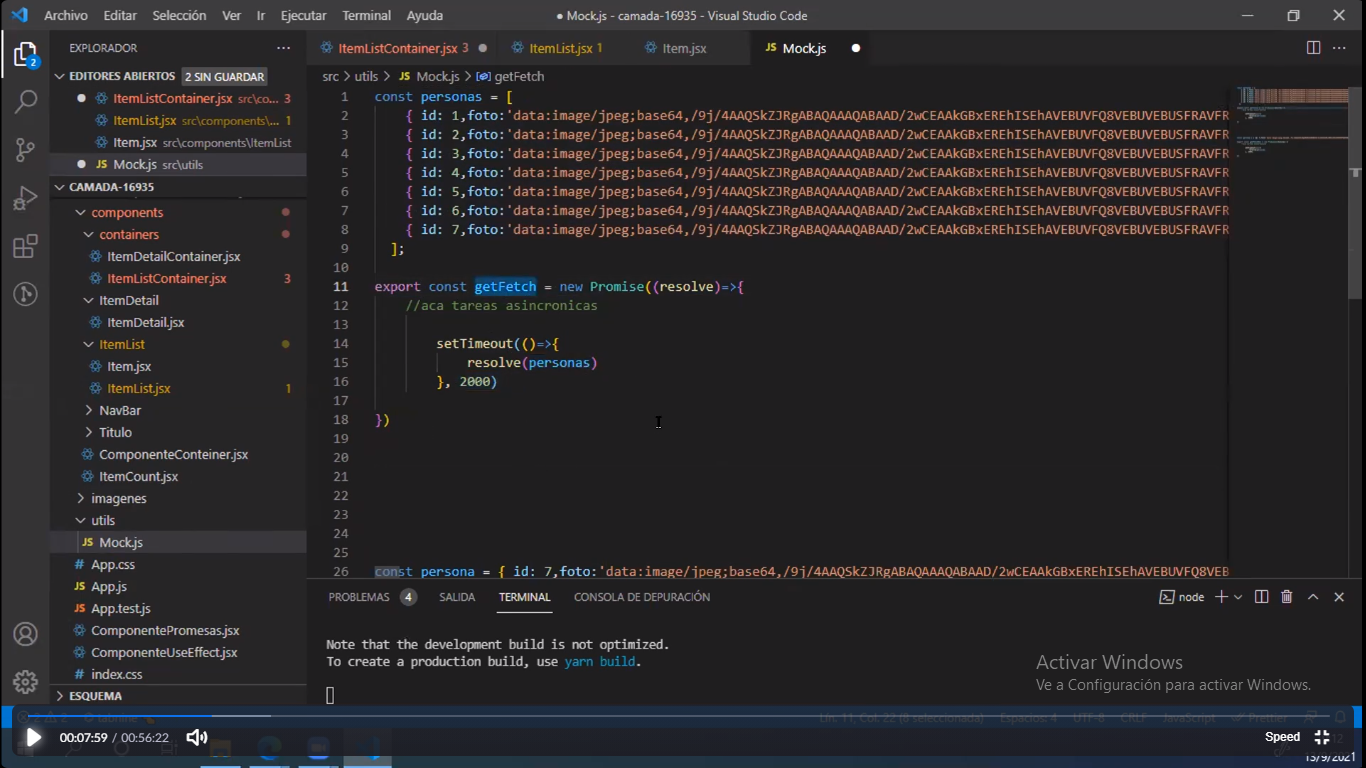 Archivo Editar Selección Ver Ir Ejecutar Terminal Ayuda
● Mock.js - camada-16935 - Visual Studio Code
EXPLORADOR
EDITORES ABIERTOS 2 SIN GUARDAR
ItemListContainer.jsx src\co... 3
ItemList.jsx src\components\... 1
Item.jsx src\components\ItemList
JS Mock.js src\utils
CAMADA-16935
components
containers
ItemDetailContainer.jsx
ItemListContainer.jsx 3
ItemDetail
ItemDetail.jsx
ItemList
Item.jsx
ItemList.jsx 1
NavBar
Titulo
ComponenteConteiner.jsx
ItemCount.jsx
imagenes
utils
JS Mock.js
# App.css
JS App.js
App.test.js
ComponentePromesas.jsx
ComponenteUseEffect.jsx
# index.css
ESQUEMA
2
ItemListContainer.jsx 3 ItemList.jsx 1 Item.jsx JS Mock.js
src > utils > JS Mock.js > getFetch
1 const personas = [
2 { id: 1,foto:'data:image/jpeg;base64,/9j/4AAQSkZJRgABAQAAAQABAAD/2wCEAAkGBxEREhISEhAVEBUVFQ8VEBUVEBUSFRAVFR
3 { id: 2,foto:'data:image/jpeg;base64,/9j/4AAQSkZJRgABAQAAAQABAAD/2wCEAAkGBxEREhISEhAVEBUVFQ8VEBUVEBUSFRAVFR
4 { id: 3,foto:'data:image/jpeg;base64,/9j/4AAQSkZJRgABAQAAAQABAAD/2wCEAAkGBxEREhISEhAVEBUVFQ8VEBUVEBUSFRAVFR
5 { id: 4,foto:'data:image/jpeg;base64,/9j/4AAQSkZJRgABAQAAAQABAAD/2wCEAAkGBxEREhISEhAVEBUVFQ8VEBUVEBUSFRAVFR
6 { id: 5,foto:'data:image/jpeg;base64,/9j/4AAQSkZJRgABAQAAAQABAAD/2wCEAAkGBxEREhISEhAVEBUVFQ8VEBUVEBUSFRAVFR
7 { id: 6,foto:'data:image/jpeg;base64,/9j/4AAQSkZJRgABAQAAAQABAAD/2wCEAAkGBxEREhISEhAVEBUVFQ8VEBUVEBUSFRAVFR
8 { id: 7,foto:'data:image/jpeg;base64,/9j/4AAQSkZJRgABAQAAAQABAAD/2wCEAAkGBxEREhISEhAVEBUVFQ8VEBUVEBUSFRAVFR
9 ];
10
11 export const getFetch = new Promise((resolve)=>{
12 //aca tareas asincronicas
13
14 setTimeout(()=>{
15 resolve(personas)
16 }, 2000)
17
18 })
19
20
21
22
23
24
25
26 const persona = { id: 7,foto:'data:image/jpeg;base64,/9j/4AAQSkZJRgABAQAAAQABAAD/2wCEAAkGBxEREhISEhAVEBUVFQ8VEB
PROBLEMAS 4 SALIDA TERMINAL CONSOLA DE DEPURACIÓN
node
Note that the development build is not optimized.
To create a production build, use yarn build.
Activar Windows
Ve a Configuración para activar Windows.
Lín. 11, Col. 22 (8 seleccionada) Espacios: 4 UTF-8 CRLF JavaScript Prettier
00:07:59 / 00:56:22
Speed
13/9/2021